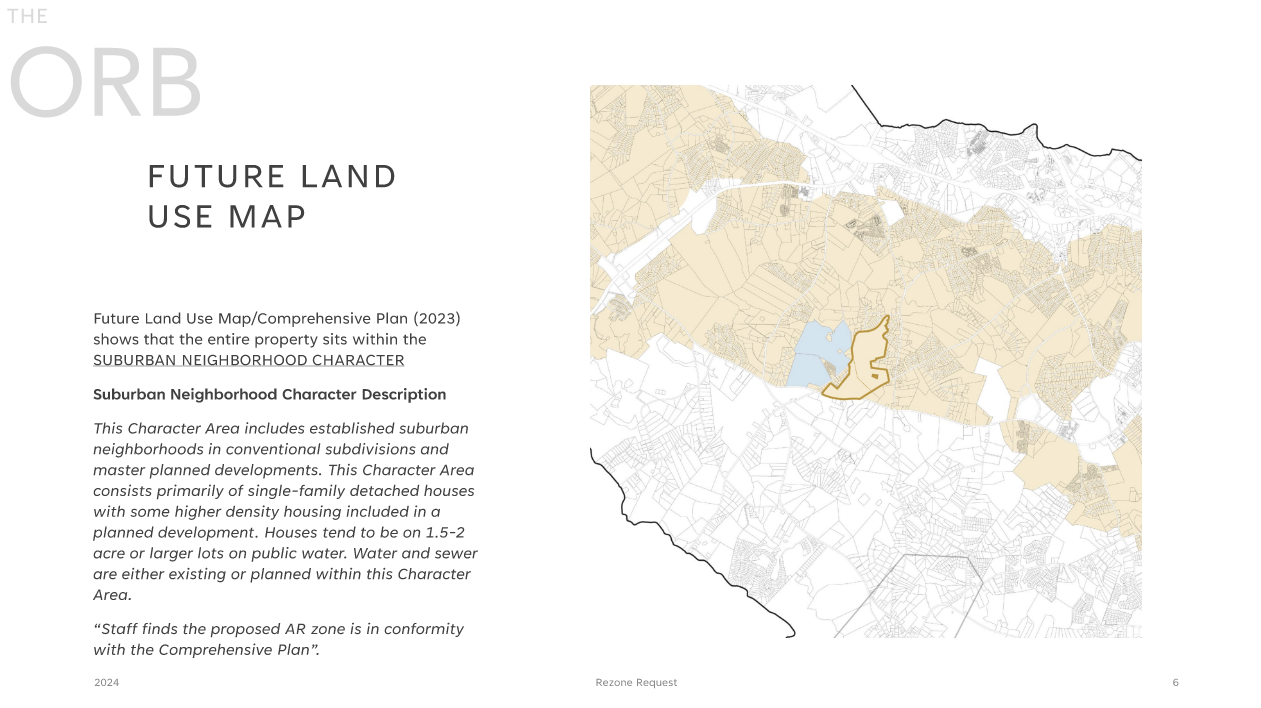 THE
ORB
FUTURE LAND
USE MAP
Future Land Use Map/Comprehensive Plan (2023)
shows that the entire property sits within the
SUBURBAN NEIGHBORHOOD CHARACTER
Suburban Neighborhood Character Description
This Character Area includes established suburban
neighborhoods in conventional subdivisions and
master planned developments. This Character Area
consists primarily of single-family detached houses
with some higher density housing included in a
planned development. Houses tend to be on 1.5-2
acre or larger lots on public water. Water and sewer
are either existing or planned within this Character
Area.
“Staff finds the proposed AR zone is in conformity
with the Comprehensive Plan”.
2024
Rezone Request
6